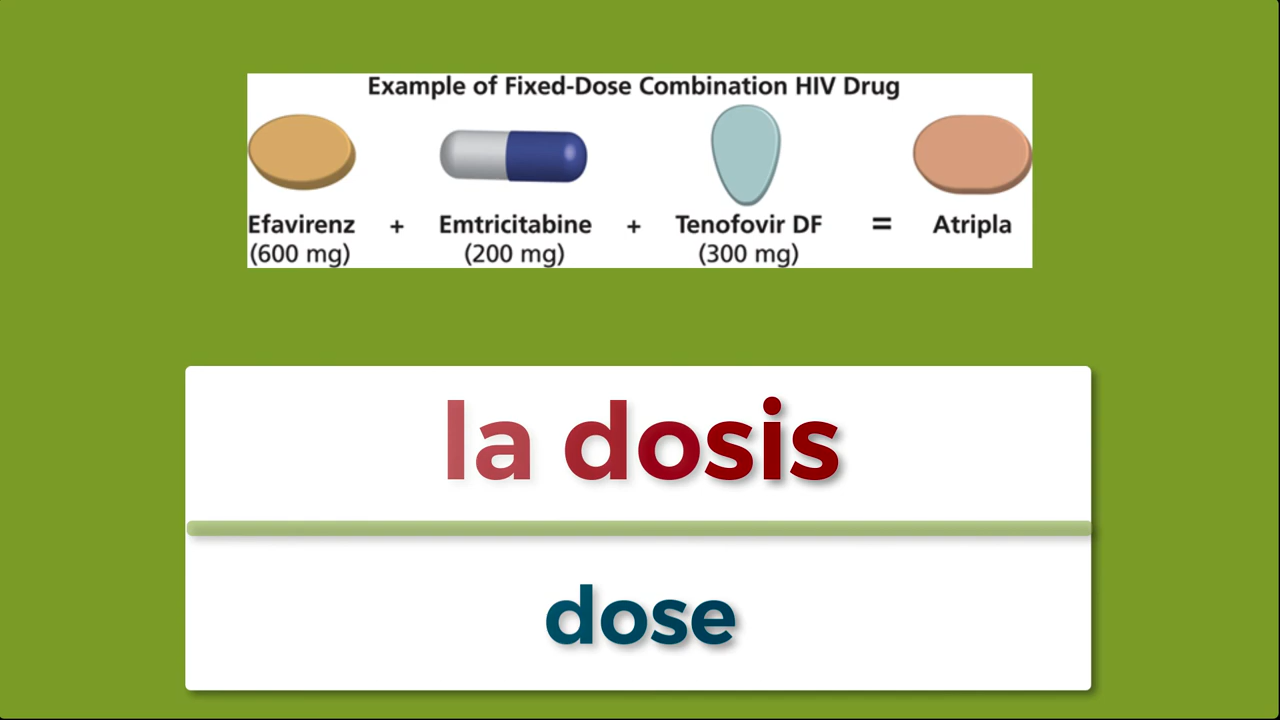 Example of Fixed-Dose Combination HIV Drug
Efavirenz + Emtricitabine + Tenofovir DF = Atripla
(600 mg) (200 mg) (300 mg)
la dosis
dose